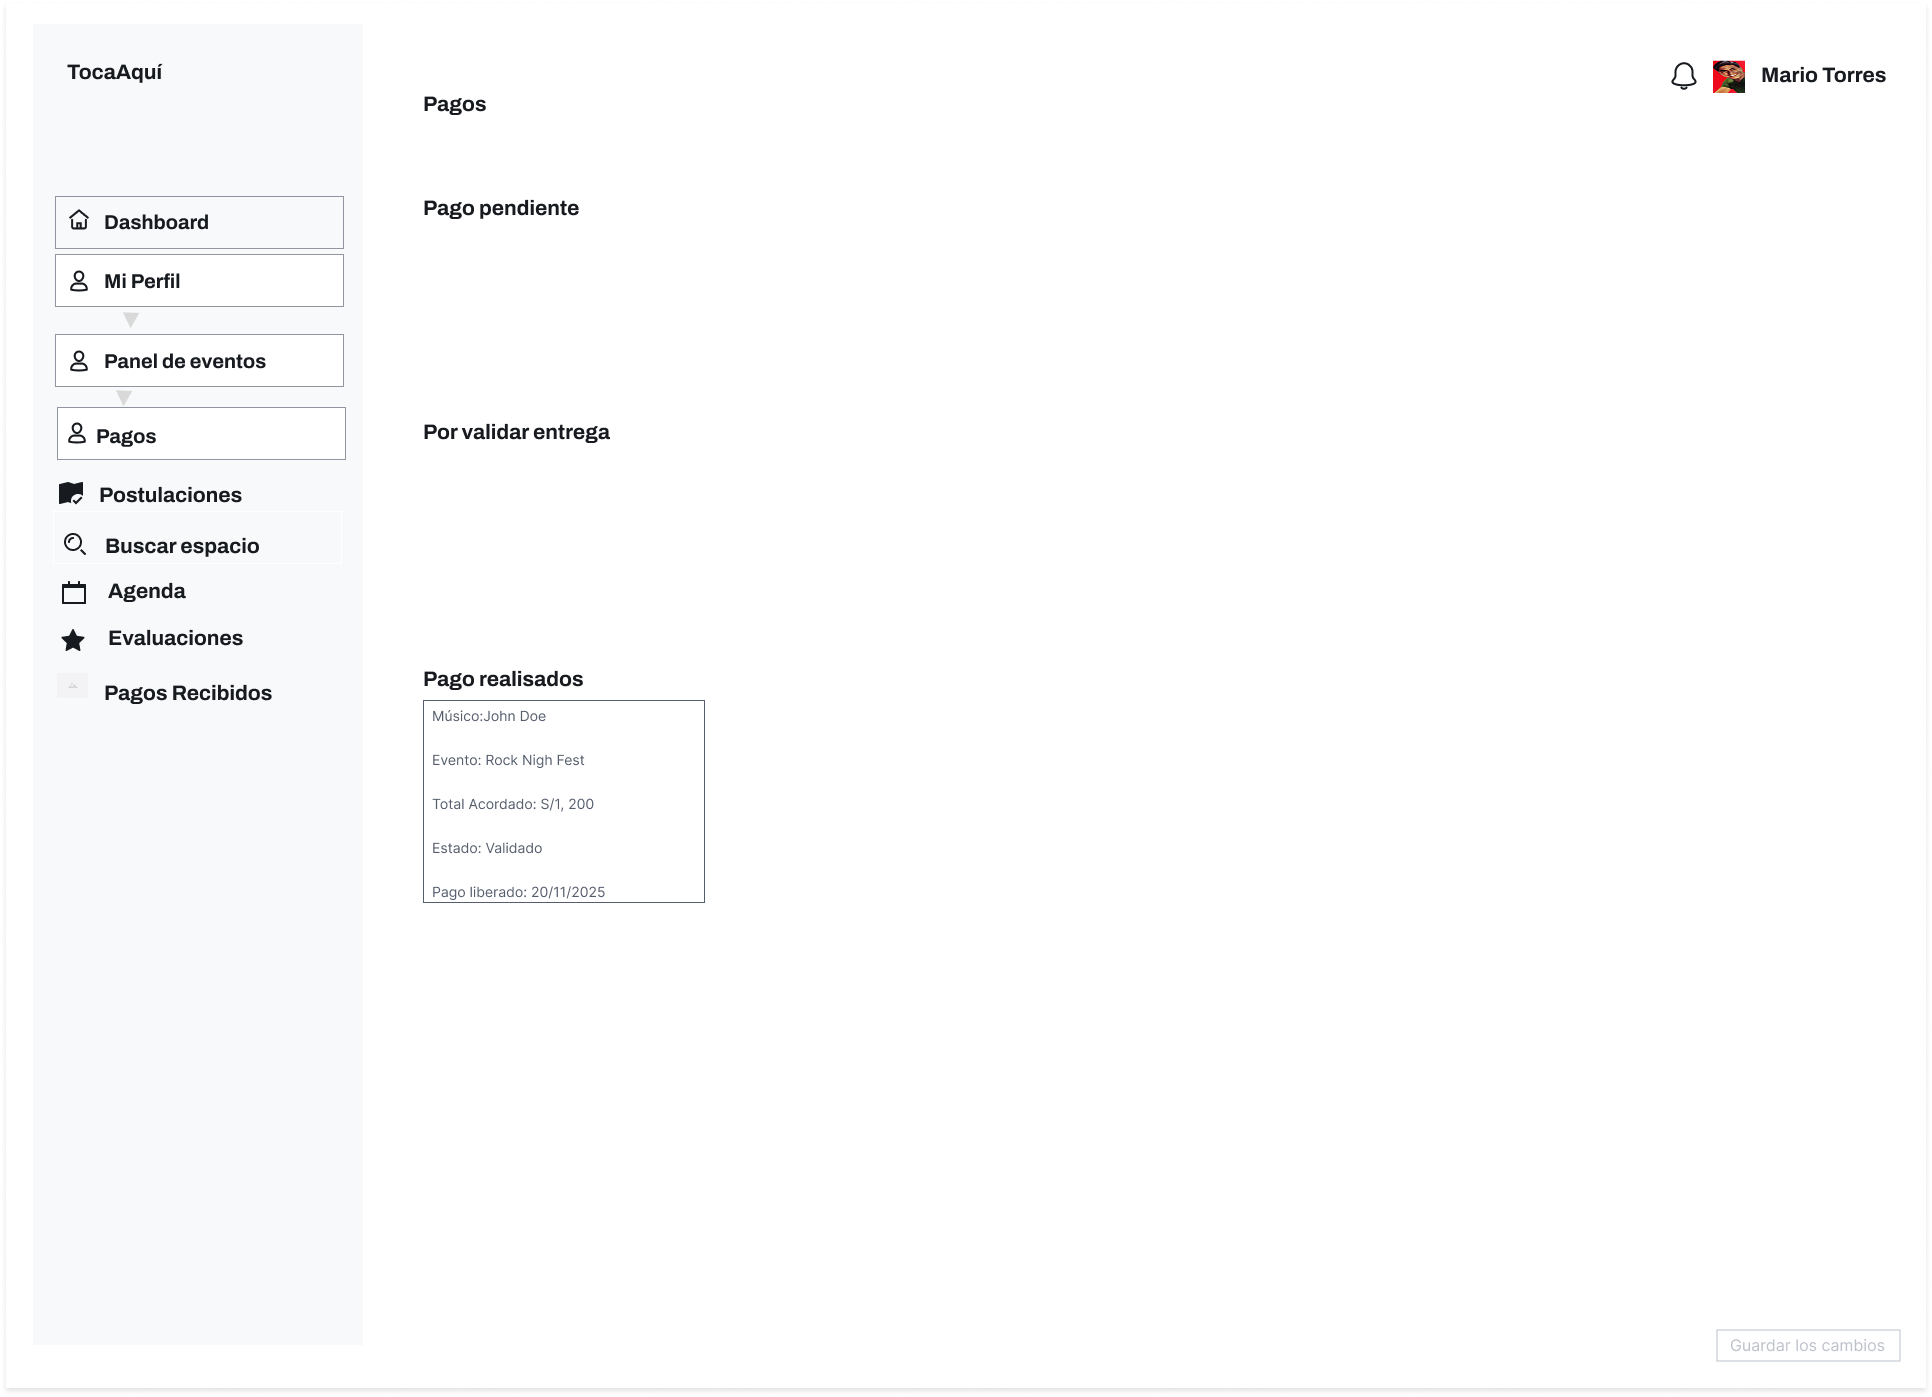 TocaAquí
Dashboard
Mi Perfil
Panel de eventos
Pagos
Postulaciones
Buscar espacio
Agenda
Evaluaciones
Pagos Recibidos
Mario Torres
Pagos
Pago pendiente
Por validar entrega
Pago realisados
Músico:John Doe
Evento: Rock Nigh Fest
Total Acordado: S/1, 200
Estado: Validado
Pago liberado: 20/11/2025
Guardar los cambios